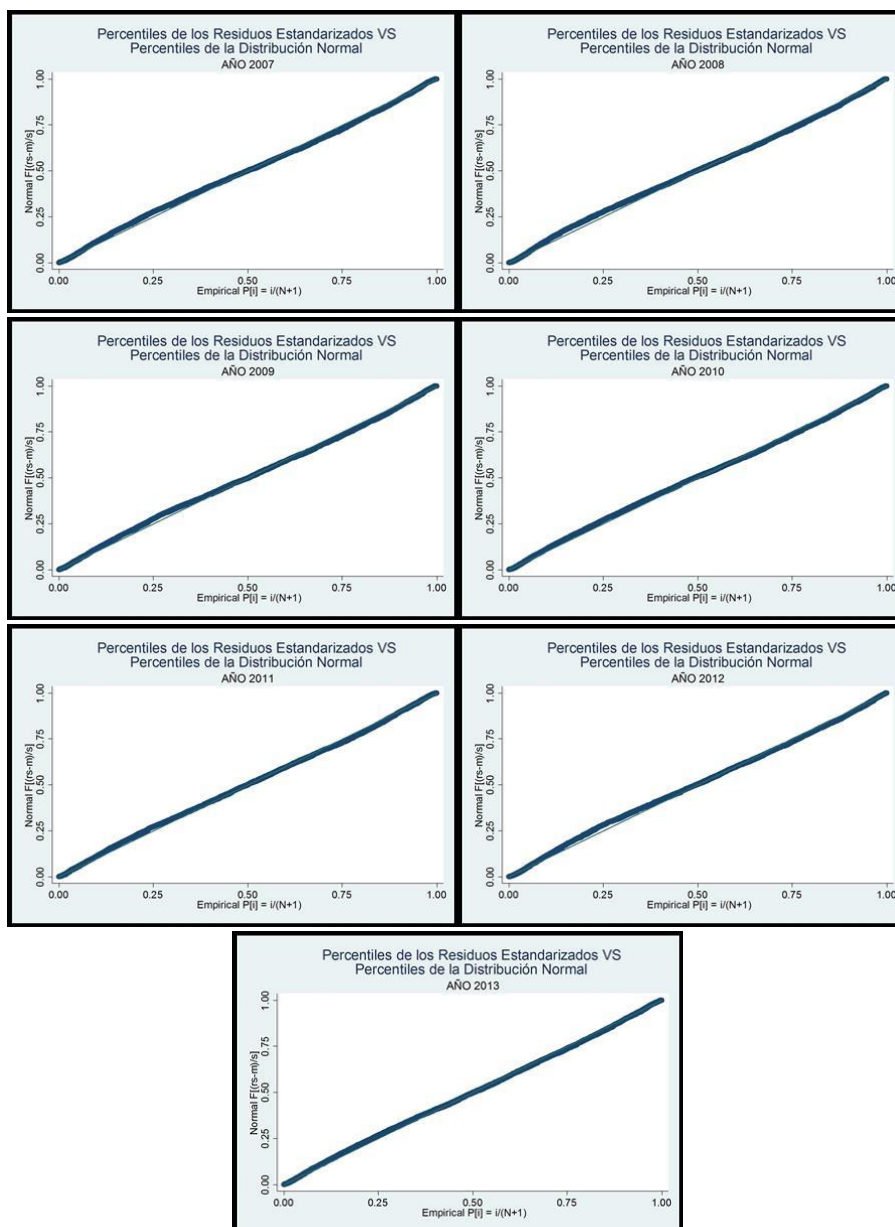 Percentiles de los Residuos Estandarizados VS
Percentiles de la Distribución Normal
AÑO 2007
Normal F[(rs-m)/s]
1.00
0.75
0.50
0.25
0.00
0.00 0.25 0.50 0.75 1.00
Empirical P[i] = i/(N+1)
Percentiles de los Residuos Estandarizados VS
Percentiles de la Distribución Normal
AÑO 2008
Normal F[(rs-m)/s]
1.00
0.75
0.50
0.25
0.00
0.00 0.25 0.50 0.75 1.00
Empirical P[i] = i/(N+1)
Percentiles de los Residuos Estandarizados VS
Percentiles de la Distribución Normal
AÑO 2009
Normal F[(rs-m)/s]
1.00
0.75
0.50
0.25
0.00
0.00 0.25 0.50 0.75 1.00
Empirical P[i] = i/(N+1)
Percentiles de los Residuos Estandarizados VS
Percentiles de la Distribución Normal
AÑO 2010
Normal F[(rs-m)/s]
1.00
0.75
0.50
0.25
0.00
0.00 0.25 0.50 0.75 1.00
Empirical P[i] = i/(N+1)
Percentiles de los Residuos Estandarizados VS
Percentiles de la Distribución Normal
AÑO 2011
Normal F[(rs-m)/s]
1.00
0.75
0.50
0.25
0.00
0.00 0.25 0.50 0.75 1.00
Empirical P[i] = i/(N+1)
Percentiles de los Residuos Estandarizados VS
Percentiles de la Distribución Normal
AÑO 2012
Normal F[(rs-m)/s]
1.00
0.75
0.50
0.25
0.00
0.00 0.25 0.50 0.75 1.00
Empirical P[i] = i/(N+1)
Percentiles de los Residuos Estandarizados VS
Percentiles de la Distribución Normal
AÑO 2013
Normal F[(rs-m)/s]
1.00
0.75
0.50
0.25
0.00
0.00 0.25 0.50 0.75 1.00
Empirical P[i] = i/(N+1)